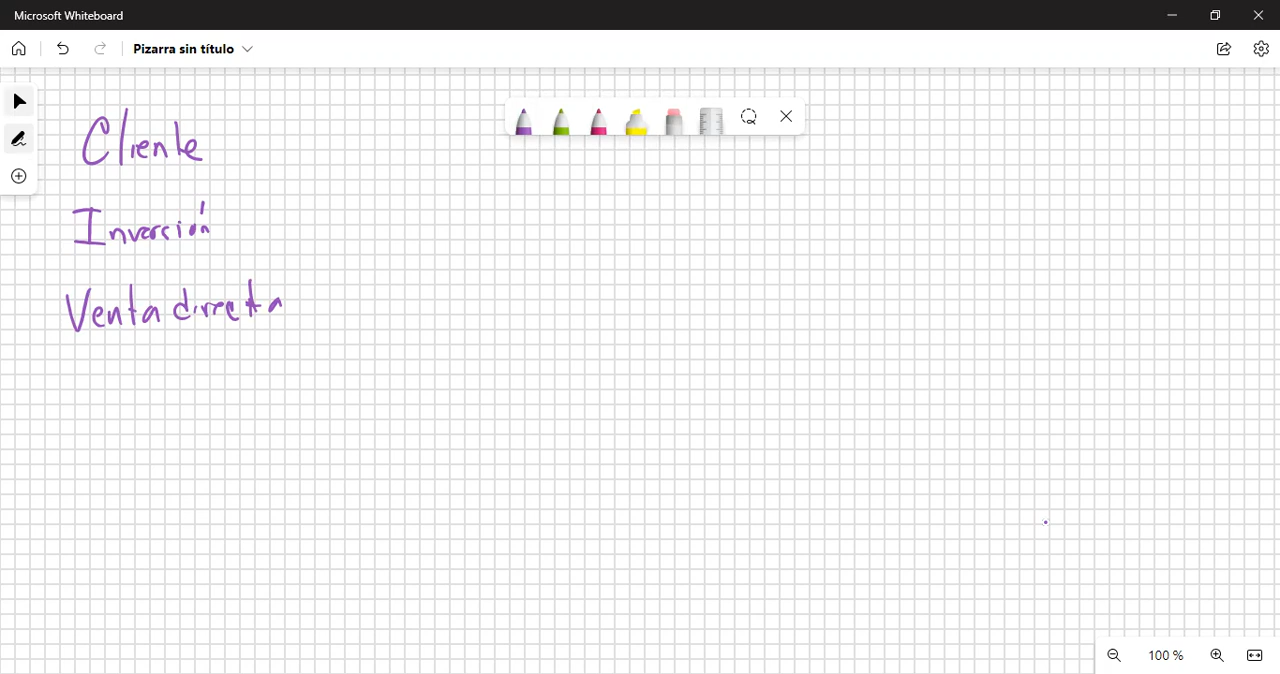 Microsoft Whiteboard
Pizarra sin título
Cliente
Inversión
Venta directa
100 %